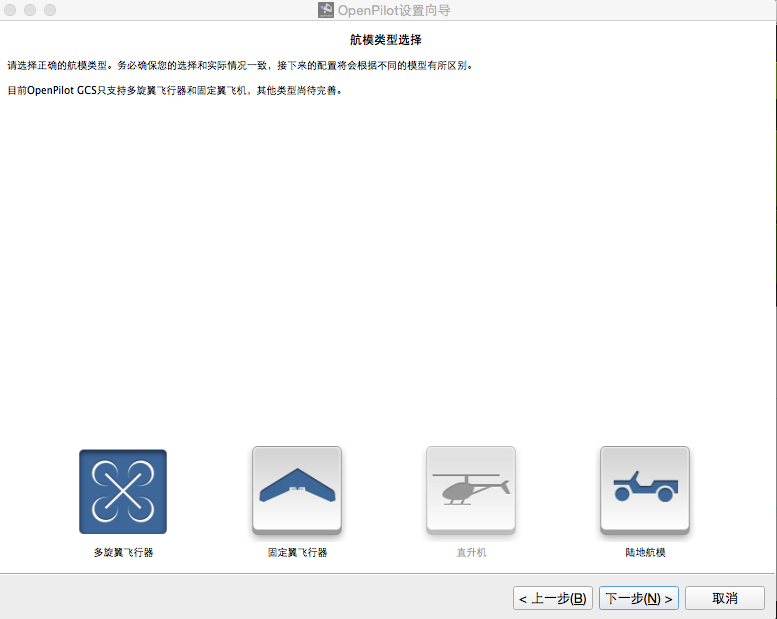 OpenPilot设置向导
航模类型选择
请选择正确的航模类型。务必确保您的选择和实际情况一致，接下来的配置将会根据不同的模型有所区别。
目前OpenPilot GCS只支持多旋翼飞行器和固定翼飞机，其他类型尚待完善。
多旋翼飞行器
固定翼飞行器
直升机
陆地航模
< 上一步(B)
下一步(N) >
取消